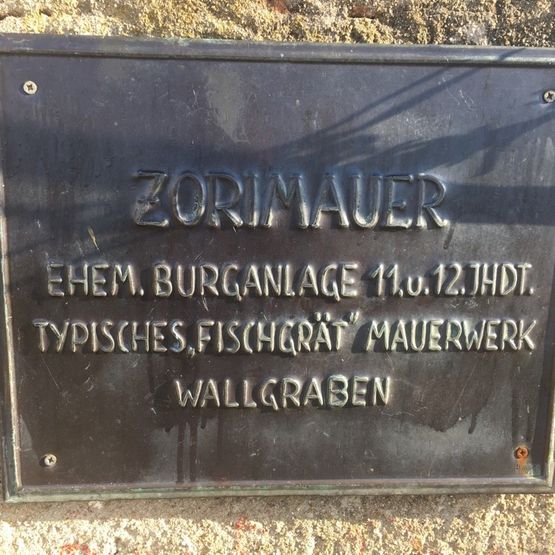 ZORIMAUER
EHEM. BURGANLAGE 11.u.12.JHDT.
TYPISCHES „FISCHGRÄT" MAUERWERK
WALLGRABEN